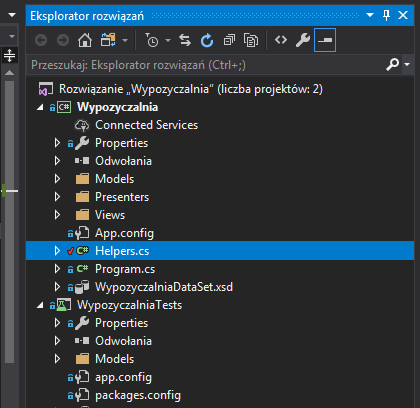 Eksplorator rozwiązań
Przeszukaj: Eksplorator rozwiązań (Ctrl+;)
Rozwiązanie „Wypozyczalnia” (liczba projektów: 2)
C# Wypozyczalnia
Connected Services
Properties
Odwołania
Models
Presenters
Views
App.config
C# Helpers.cs
C# Program.cs
WypozyczalniaDataSet.xsd
WypozyczalniaTests
Properties
Odwołania
Models
app.config
packages.config